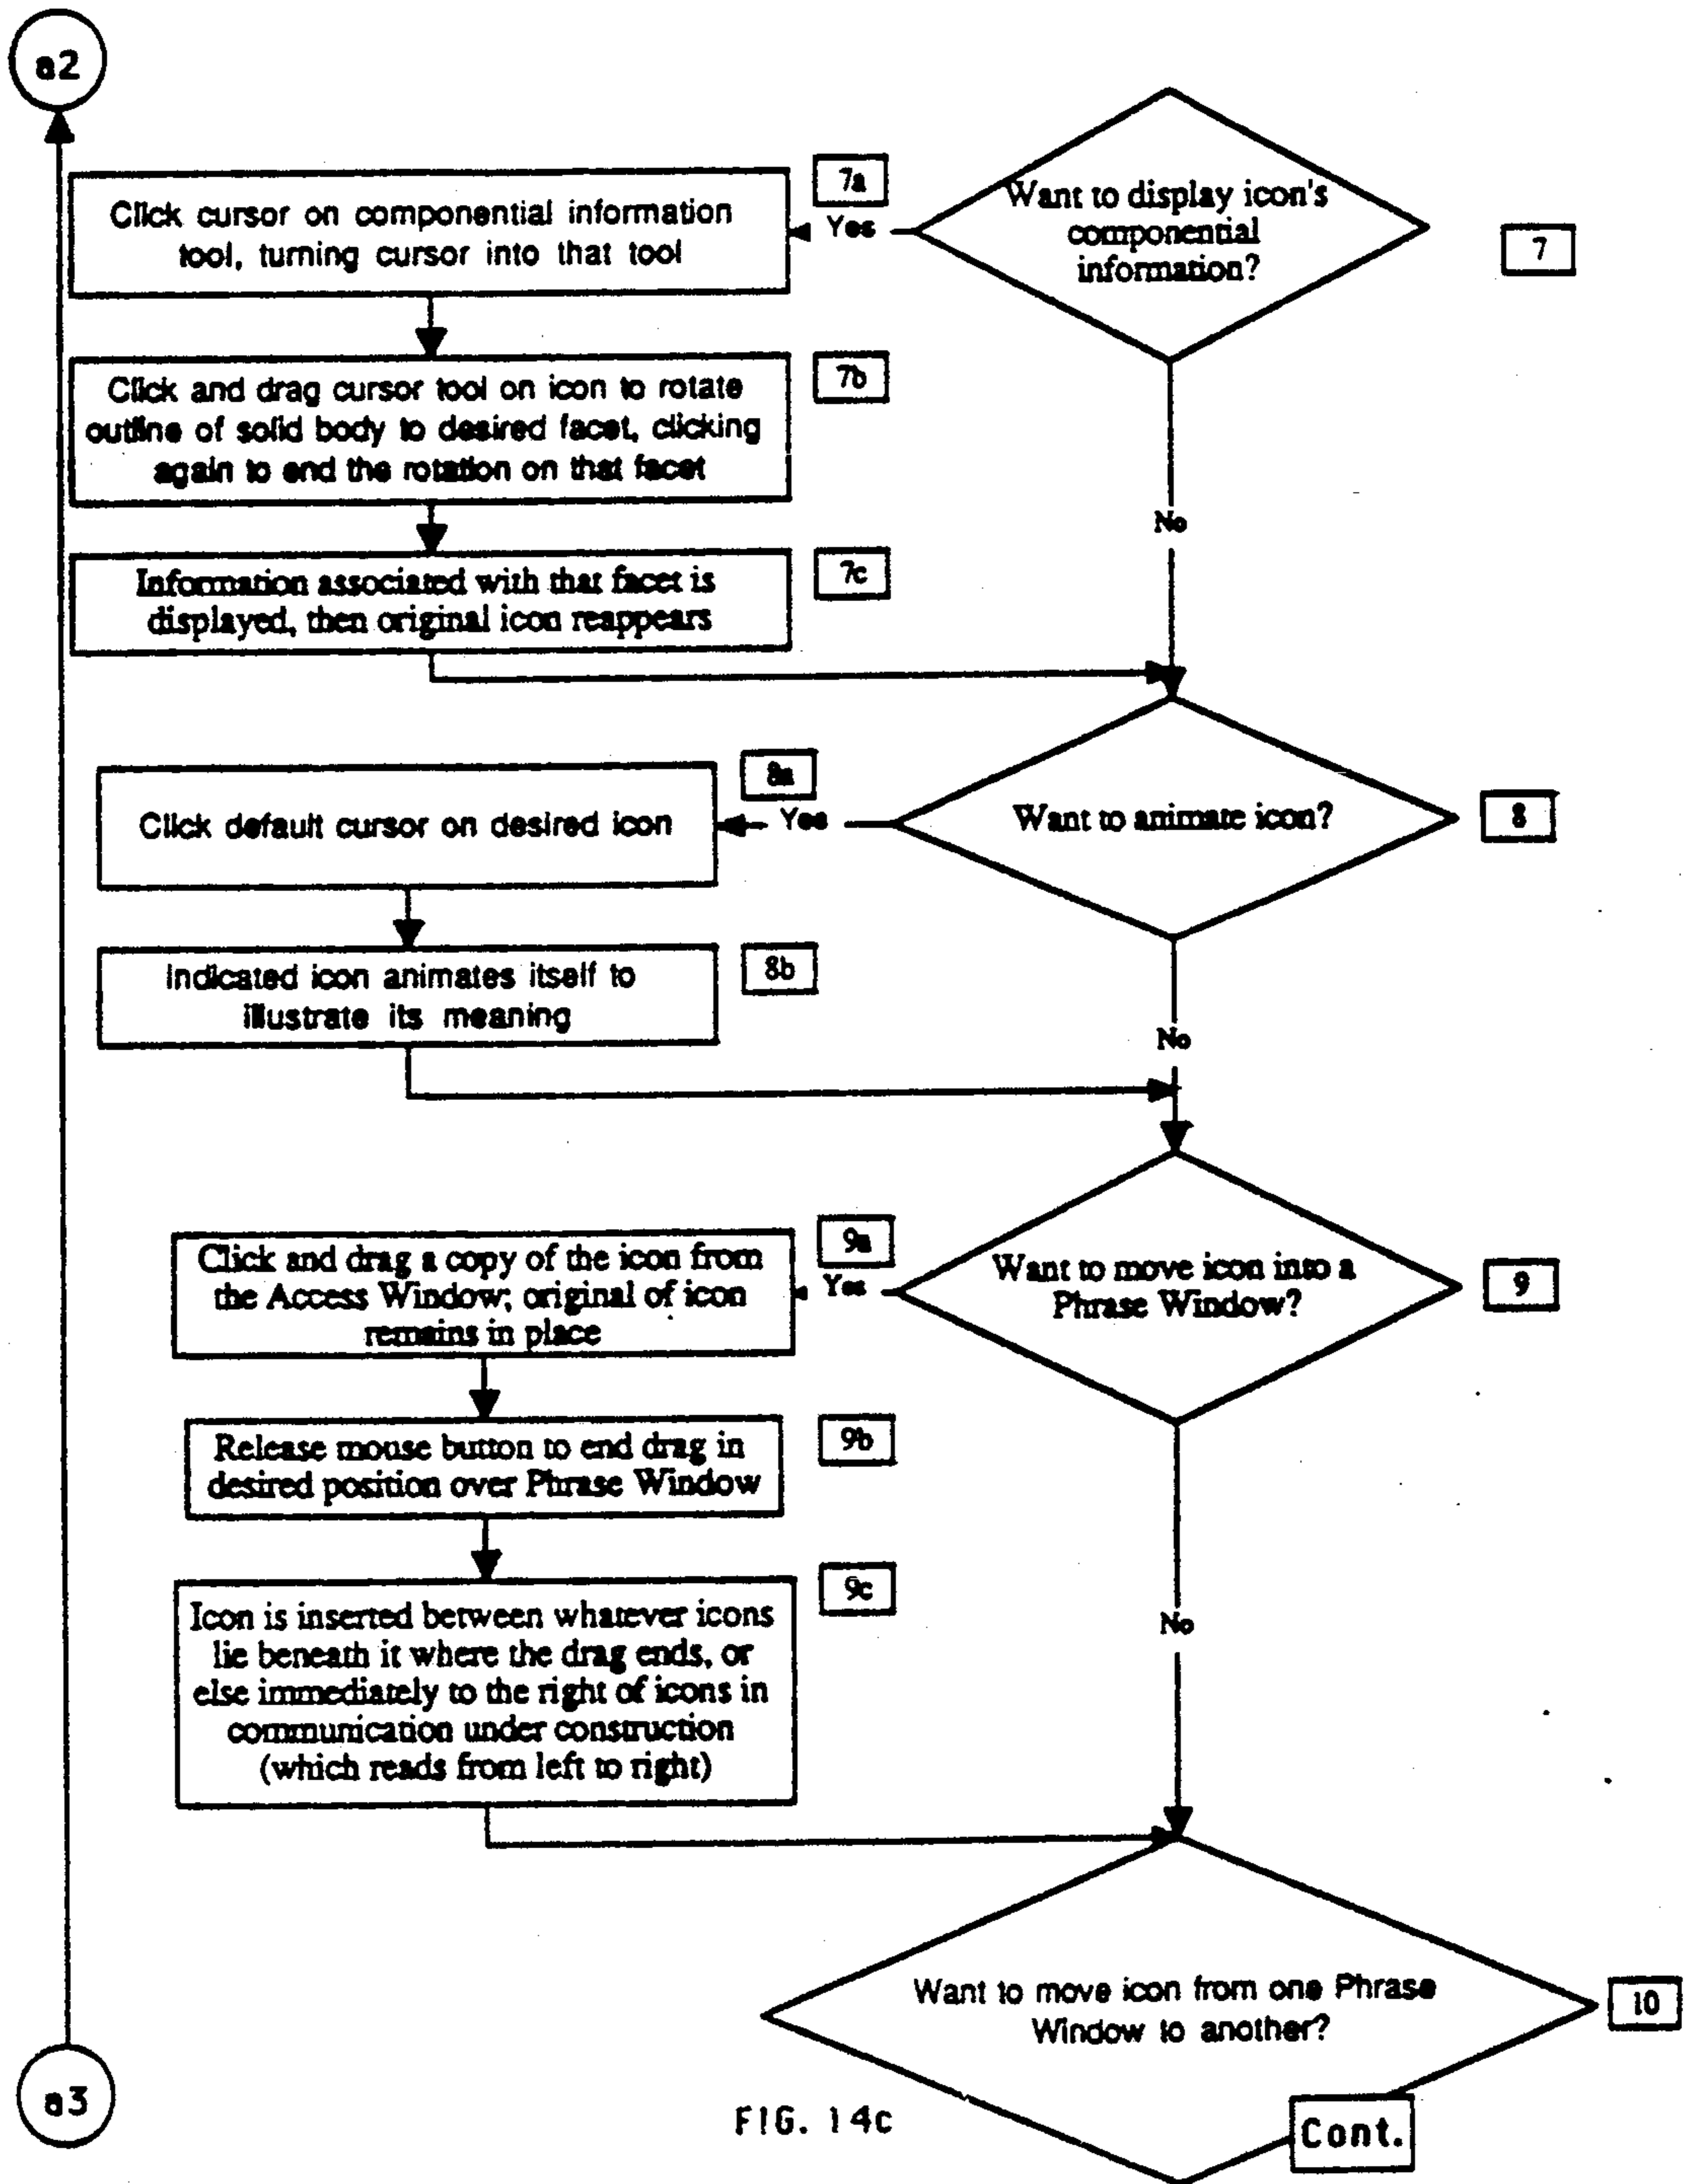 a2
7a
Click cursor on componential information
tool, turning cursor into that tool
Yes
Want to display icon's
componential
information?
7
Click and drag cursor tool on icon to rotate
outline of solid body to desired facet, clicking
again to end the rotation on that facet
7b
No
Information associated with that facet is
displayed, then original icon reappears
7c
8a
Click default cursor on desired icon
Yes
Want to animate icon?
8
Indicated icon animates itself to
illustrate its meaning
8b
No
9a
Click and drag a copy of the icon from
the Access Window; original of icon
remains in place
Yes
Want to move icon into a
Phrase Window?
9
Release mouse button to end drag in
desired position over Phrase Window
9b
9c
Icon is inserted between whatever icons
lie beneath it where the drag ends, or
else immediately to the right of icons in
communication under construction
(which reads from left to right)
No
Want to move icon from one Phrase
Window to another?
10
a3
FIG. 14c
Cont.